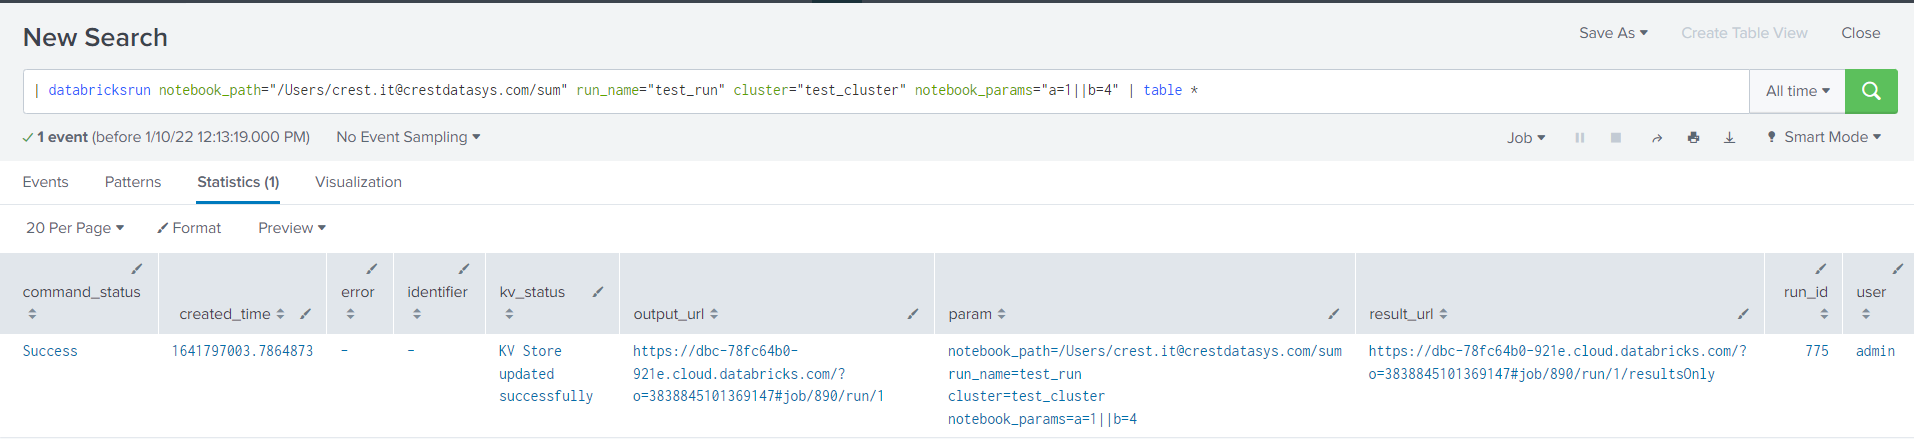 New Search
Save As
Create Table View
Close
| databricksrun notebook_path="/Users/crest.it@crestdatasys.com/sum" run_name="test_run" cluster="test_cluster" notebook_params="a=1||b=4" | table *
All time
1 event (before 1/10/22 12:13:19.000 PM)
No Event Sampling
Job
Smart Mode
Events
Patterns
Statistics (1)
Visualization
20 Per Page
Format
Preview
command_status
created_time
error
identifier
kv_status
output_url
param
result_url
run_id
user
Success
1641797003.7864873
-
-
KV Store
updated
successfully
https://dbc-78fc64b0-
921e.cloud.databricks.com/?
o=3838845101369147#job/890/run/1
notebook_path=/Users/crest.it@crestdatasys.com/sum
run_name=test_run
cluster=test_cluster
notebook_params=a=1||b=4
https://dbc-78fc64b0-921e.cloud.databricks.com/?
o=3838845101369147#job/890/run/1/resultsOnly
775
admin